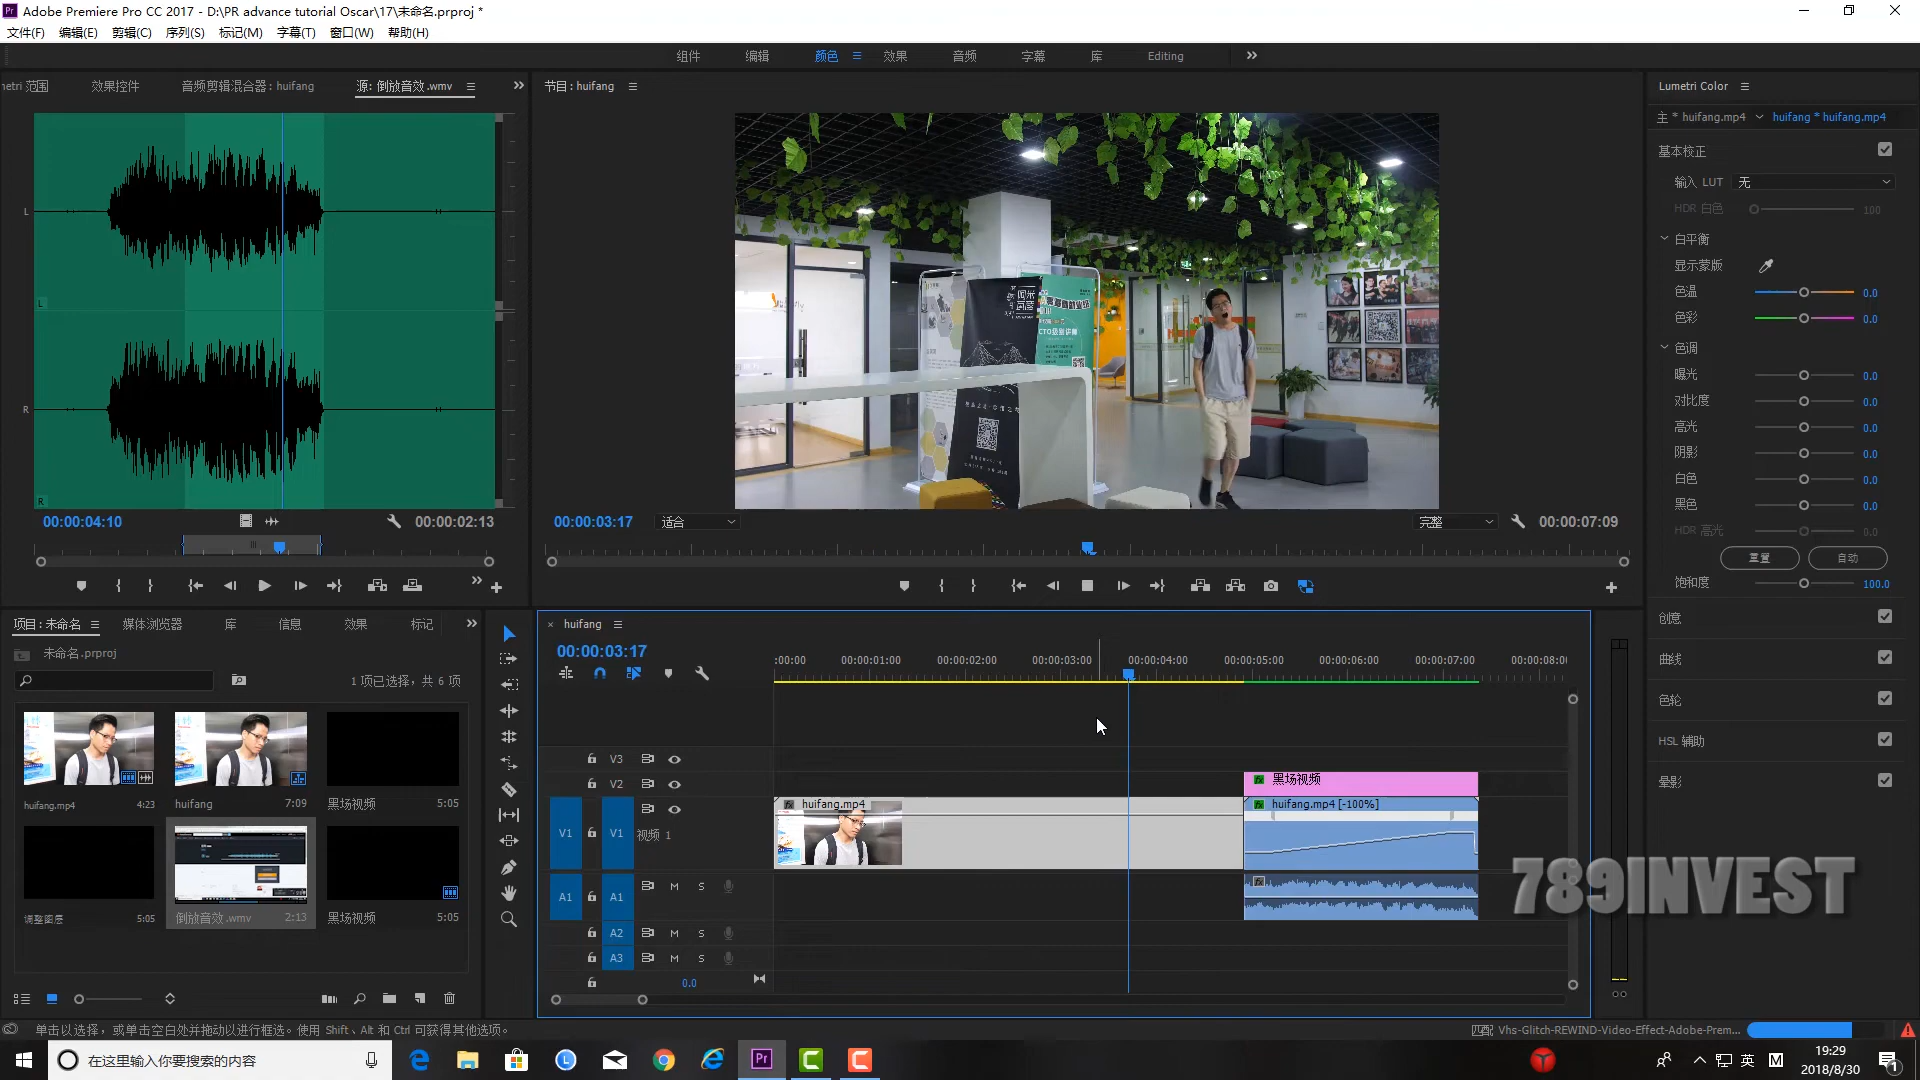 Adobe Premiere Pro CC 2017 - D:\PR advance tutorial Oscar\17\未命名.prproj *
文件(F) 编辑(E) 剪辑(C) 序列(S) 标记(M) 字幕(T) 窗口(W) 帮助(H)
组件 编辑 颜色 效果 音频 字幕 库 Editing
netri 范围 效果控件 音频剪辑混合器: huifang 源: 倒放音效.wmv
节目: huifang
Lumetri Color
主 * huifang.mp4 huifang * huifang.mp4
基本校正
输入 LUT 无
HDR 白色 100
白平衡
显示蒙版
色温 0.0
色彩 0.0
色调
曝光 0.0
对比度 0.0
高光 0.0
阴影 0.0
白色 0.0
黑色 0.0
HDR 高光 0.0
重置 自动
饱和度 100.0
创意
曲线
色轮
HSL 辅助
晕影
L
L
R
R
00:00:04:10 00:00:02:13
00:00:03:17 适合 完整 00:00:07:09
项目: 未命名 媒体浏览器 库 信息 效果 标记
未命名.prproj
1 项已选择，共 6 项
huifang.mp4 4:23
huifang 7:09
黑场视频 5:05
调整图层 5:05
倒放音效.wmv 2:13
黑场视频 5:05
× huifang
00:00:03:17
:00:00 00:00:01:00 00:00:02:00 00:00:03:00 00:00:04:00 00:00:05:00 00:00:06:00 00:00:07:00 00:00:08:0
V3
V2
黑场视频
V1 V1 视频 1
huifang.mp4
huifang.mp4 [-100%]
A1 A1 M S
A2 M S
A3 M S
0.0
789INVEST
单击以选择，或单击空白处并拖动以进行框选。使用 Shift、Alt 和 Ctrl 可获得其他选项。
匹配 Vhs-Glitch-REWIND-Video-Effect-Adobe-Prem...
在这里输入你要搜索的内容
英 M
19:29
2018/8/30